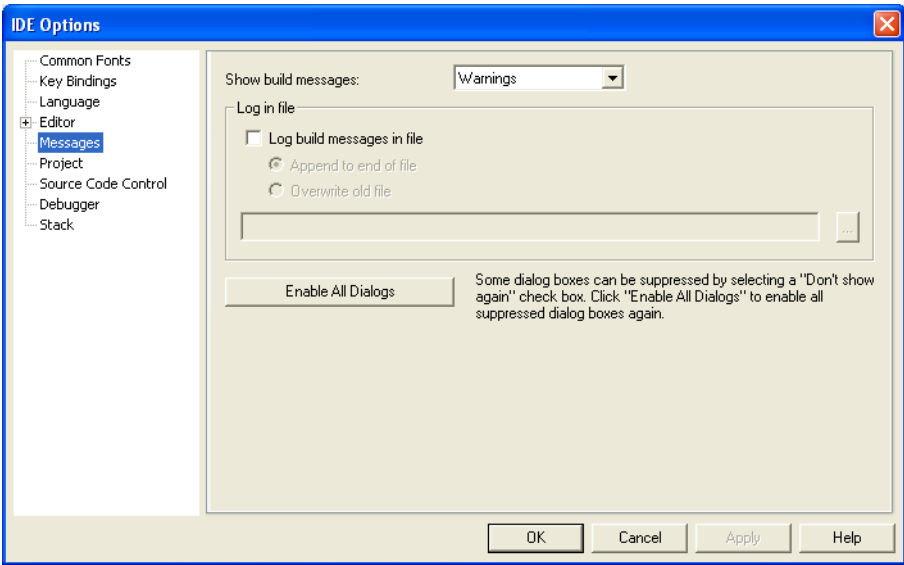 IDE Options
Common Fonts
Key Bindings
Language
Editor
Messages
Project
Source Code Control
Debugger
Stack
Show build messages:
Warnings
Log in file
Log build messages in file
Append to end of file
Overwrite old file
...
Enable All Dialogs
Some dialog boxes can be suppressed by selecting a "Don't show
again" check box. Click "Enable All Dialogs" to enable all
suppressed dialog boxes again.
OK Cancel Apply Help